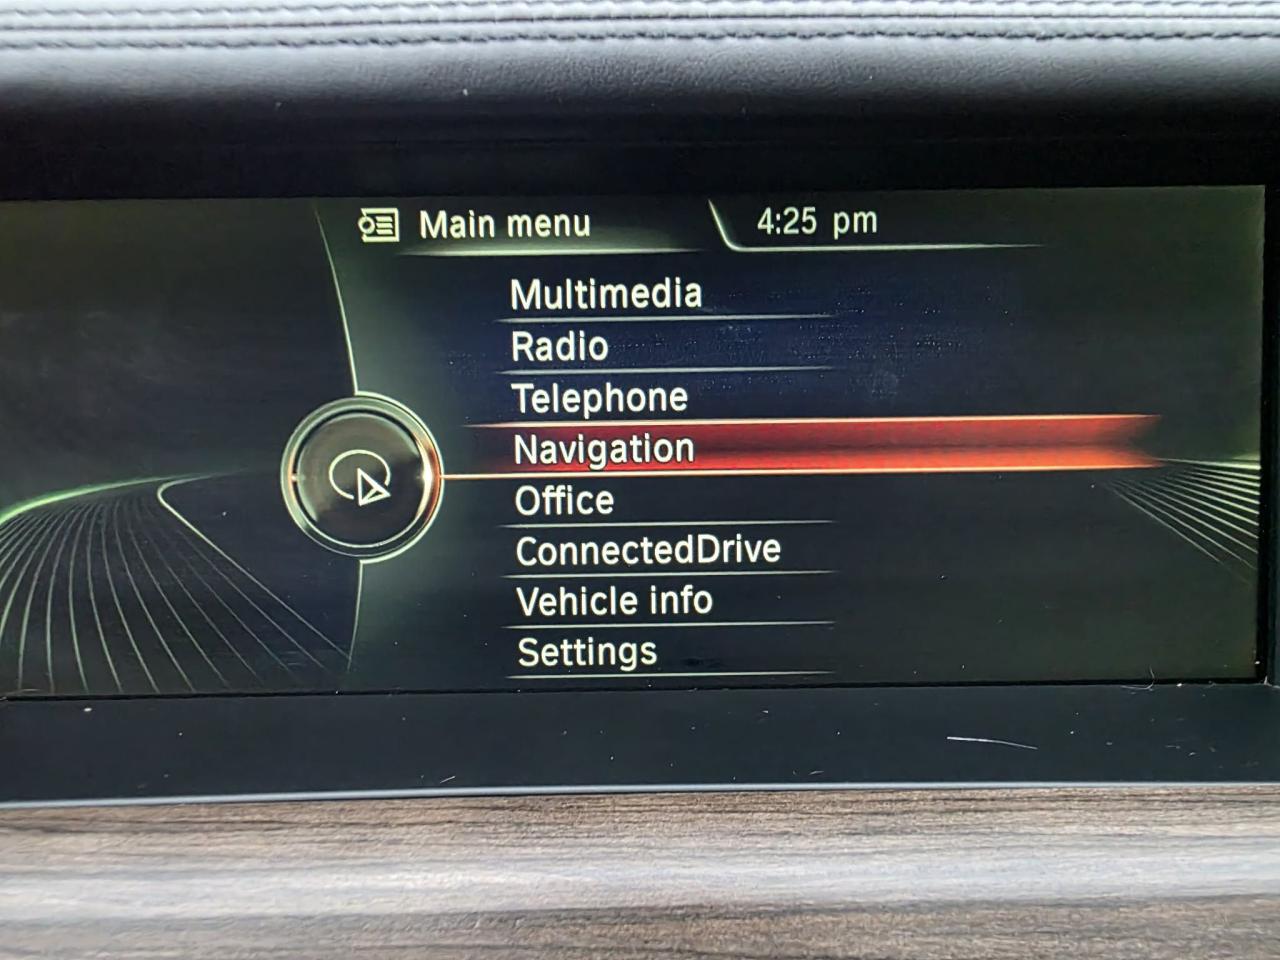 Main menu
4:25 pm
Multimedia
Radio
Telephone
Navigation
Office
ConnectedDrive
Vehicle info
Settings